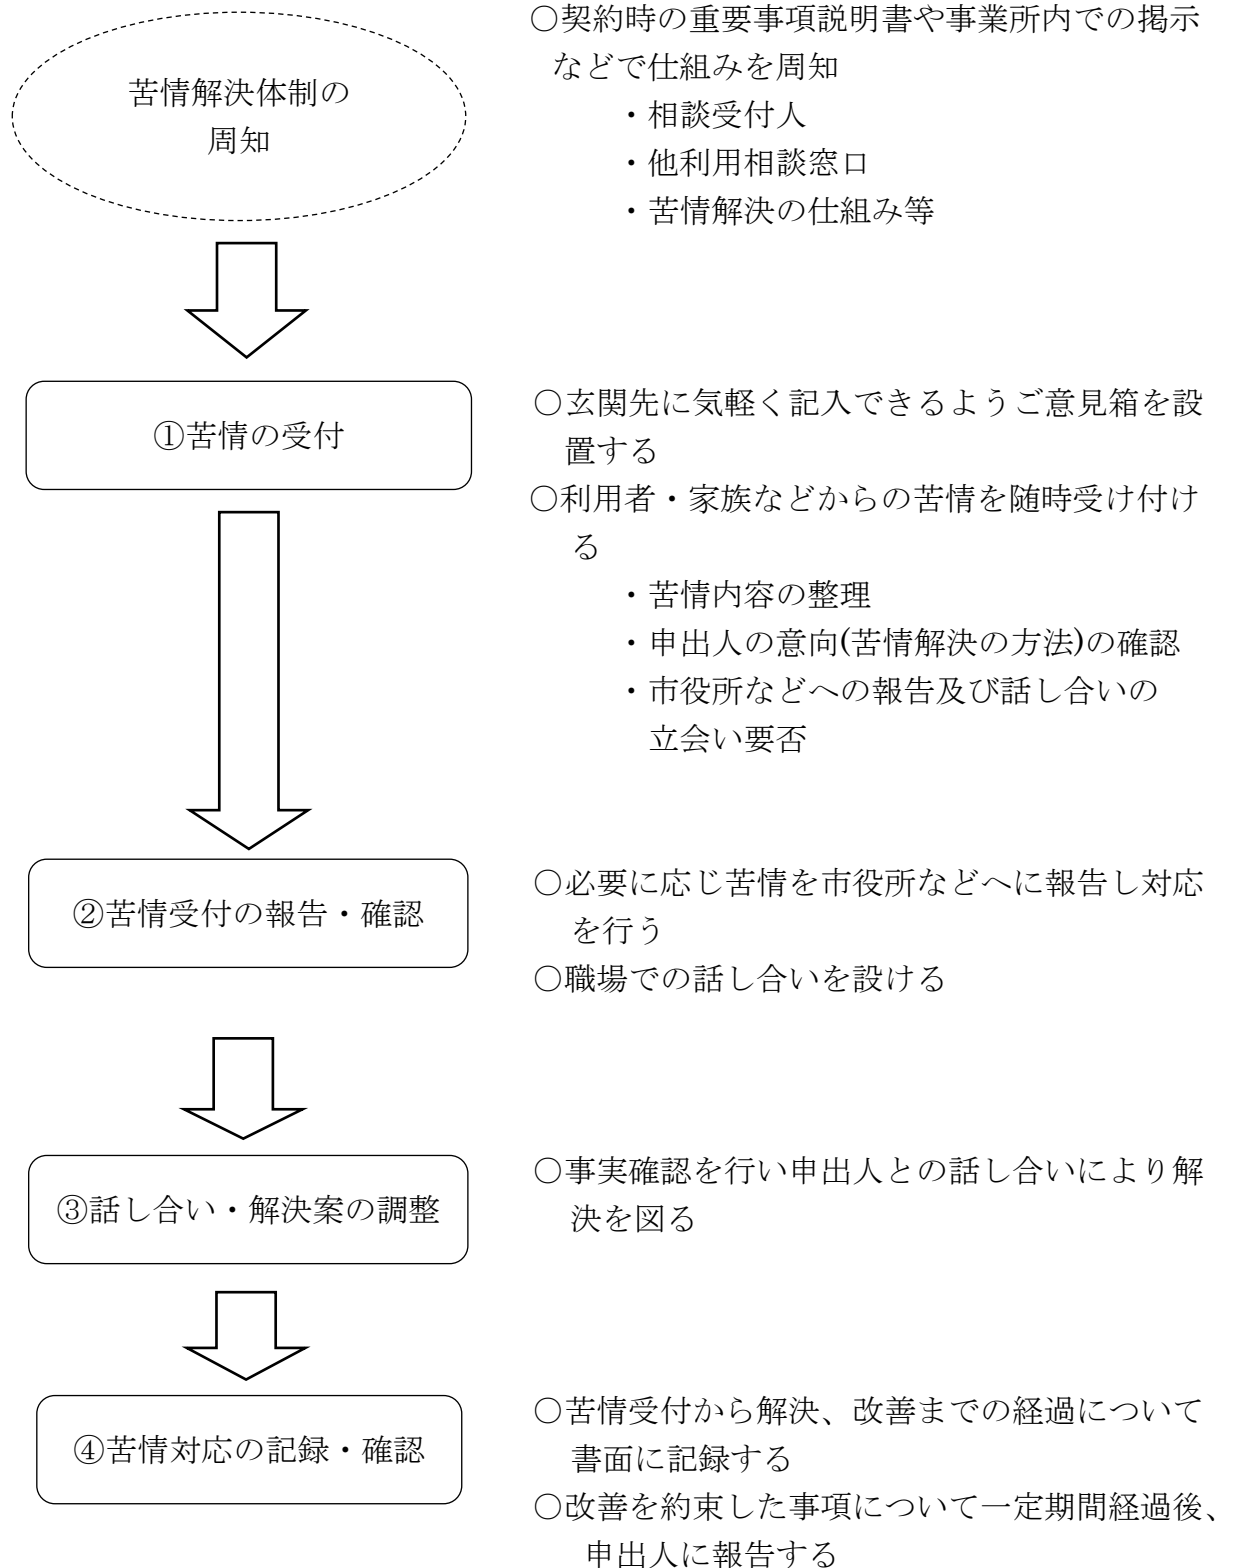 苦情解決体制の
周知
○契約時の重要事項説明書や事業所内での掲示
などで仕組みを周知
・相談受付人
・他利用相談窓口
・苦情解決の仕組み等
①苦情の受付
○玄関先に気軽く記入できるようご意見箱を設
置する
○利用者・家族などからの苦情を随時受け付け
る
・苦情内容の整理
・申出人の意向(苦情解決の方法)の確認
・市役所などへの報告及び話し合いの
立会い要否
②苦情受付の報告・確認
○必要に応じ苦情を市役所などへに報告し対応
を行う
○職場での話し合いを設ける
③話し合い・解決案の調整
○事実確認を行い申出人との話し合いにより解
決を図る
④苦情対応の記録・確認
○苦情受付から解決、改善までの経過について
書面に記録する
○改善を約束した事項について一定期間経過後、
申出人に報告する